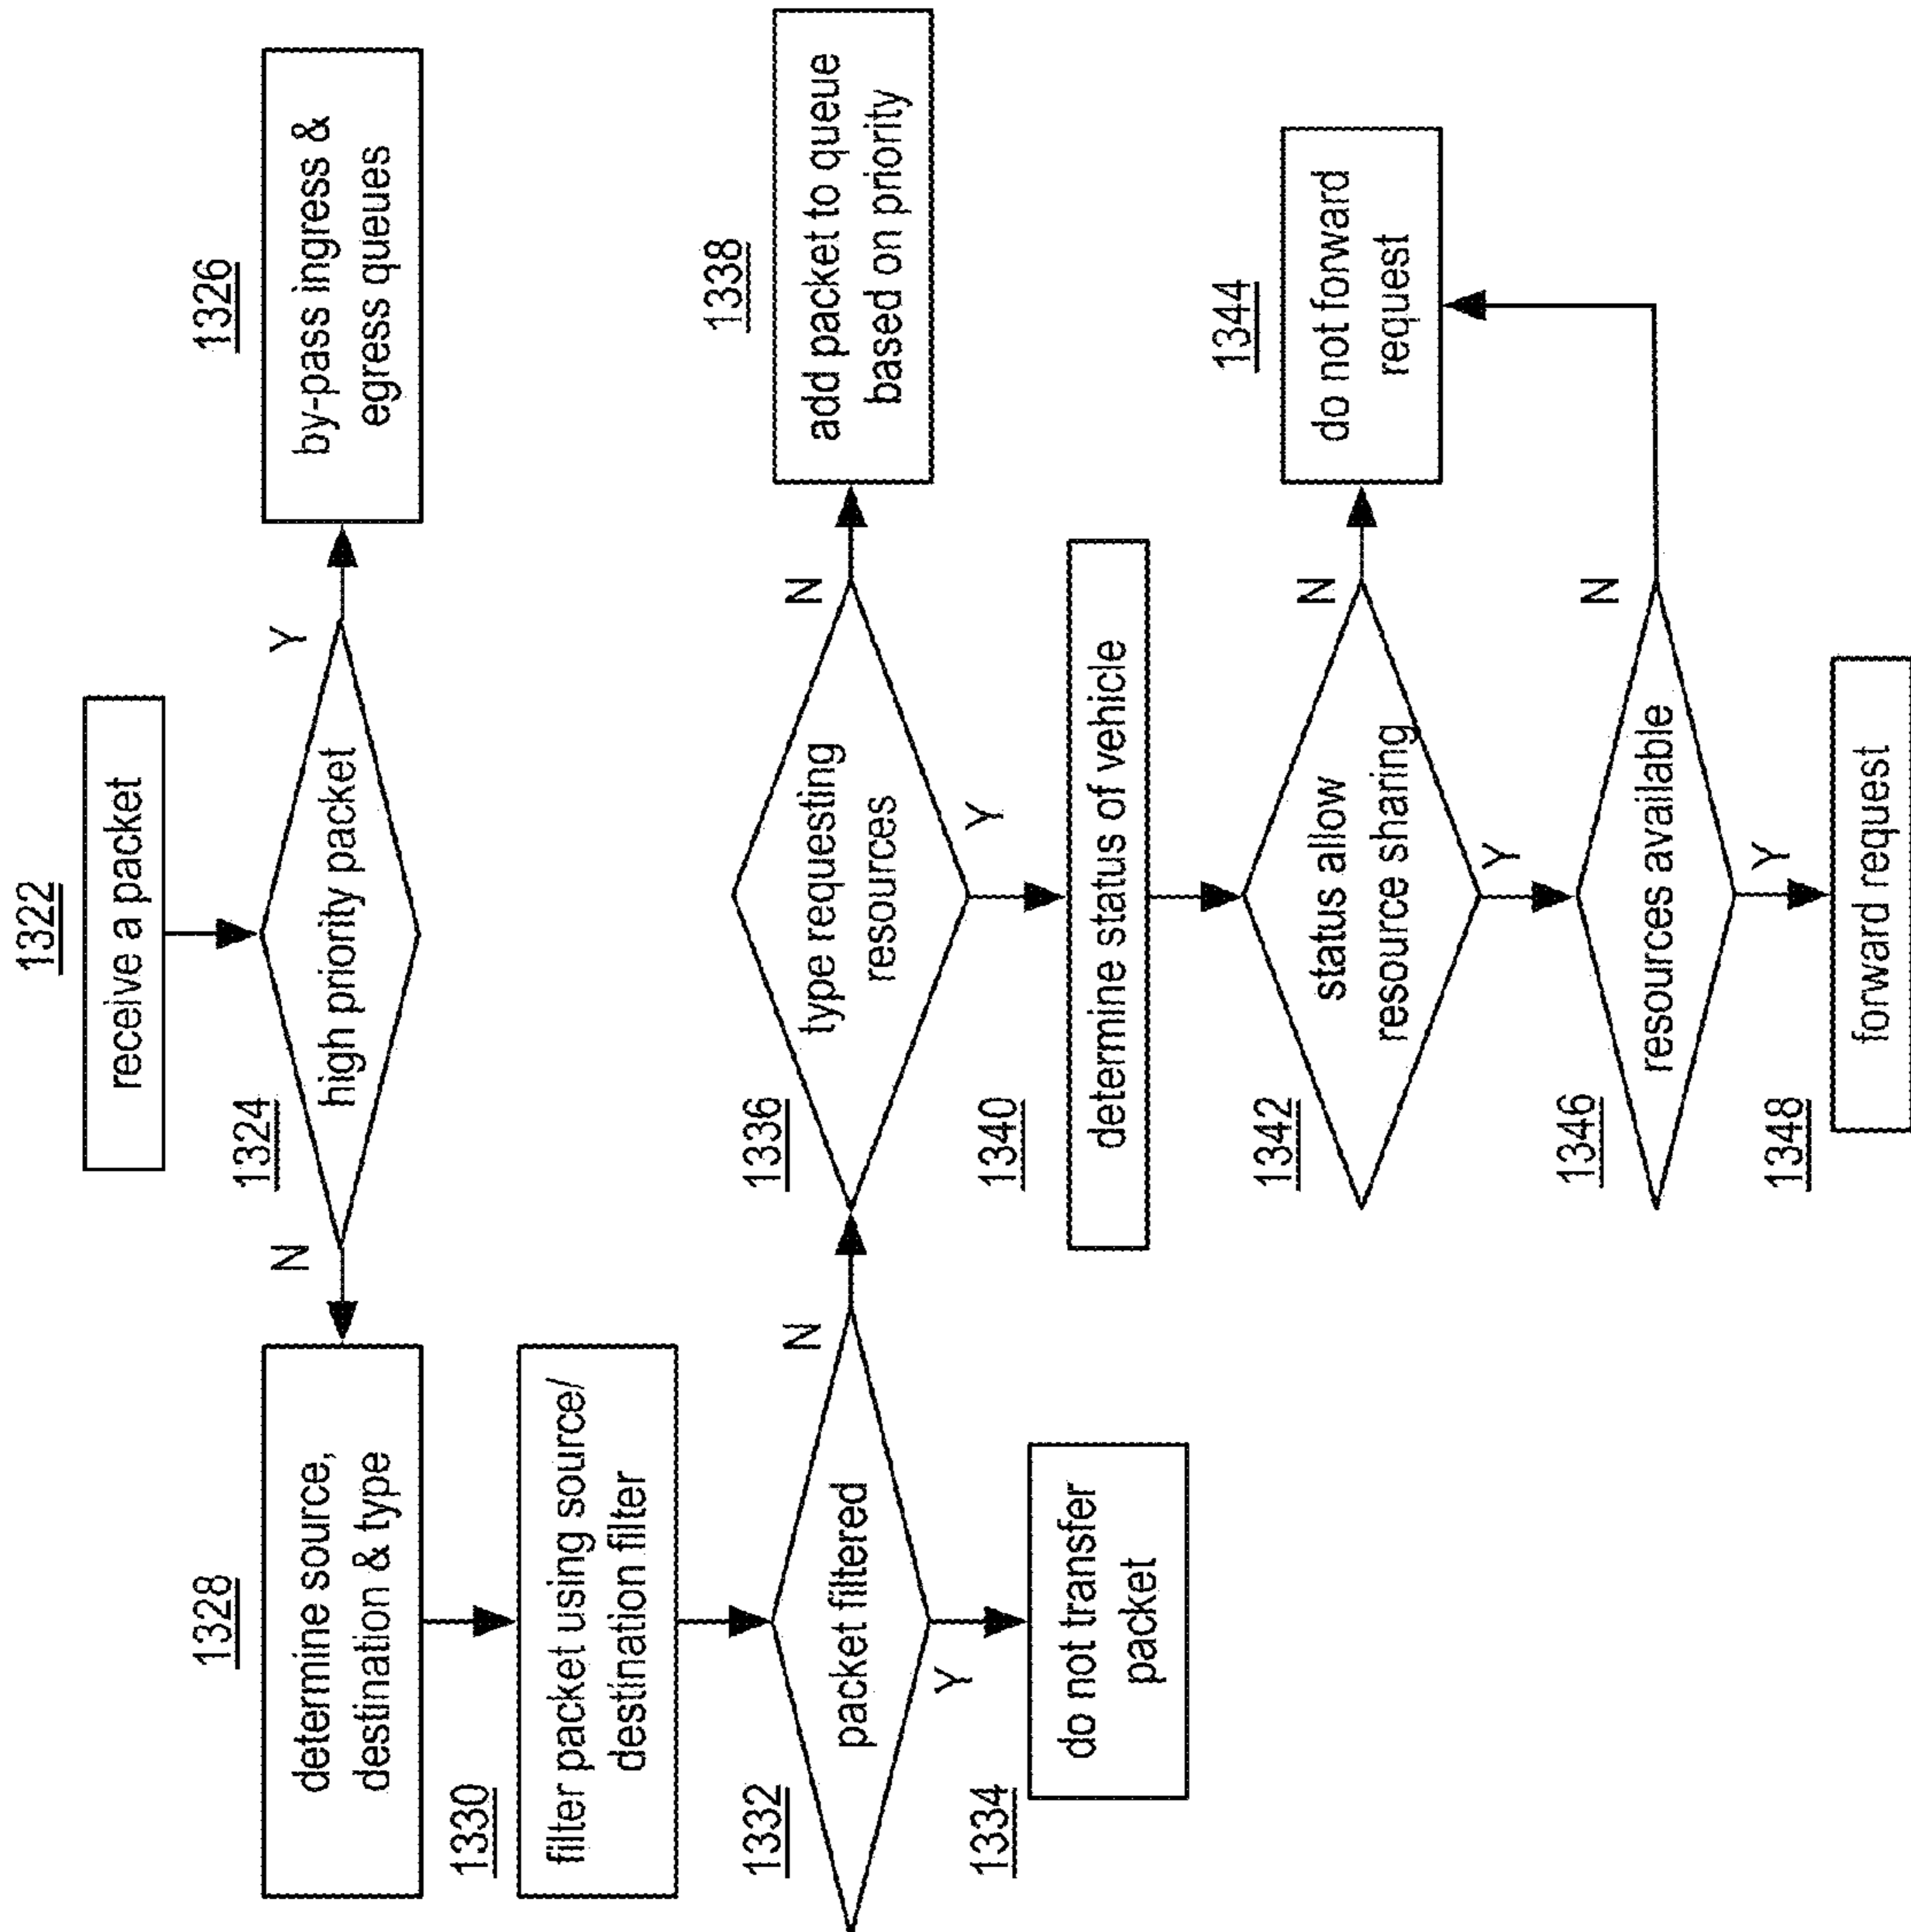 1322
receive a packet
1324
high priority packet
Y
N
1326
by-pass ingress &
egress queues
1328
determine source,
destination & type
1330
filter packet using source/
destination filter
1332
packet filtered
N
Y
1334
do not transfer
packet
1336
type requesting
resources
N
Y
1338
add packet to queue
based on priority
1340
determine status of vehicle
1342
status allow
resource sharing
N
Y
1344
do not forward
request
1346
resources available
N
Y
1348
forward request